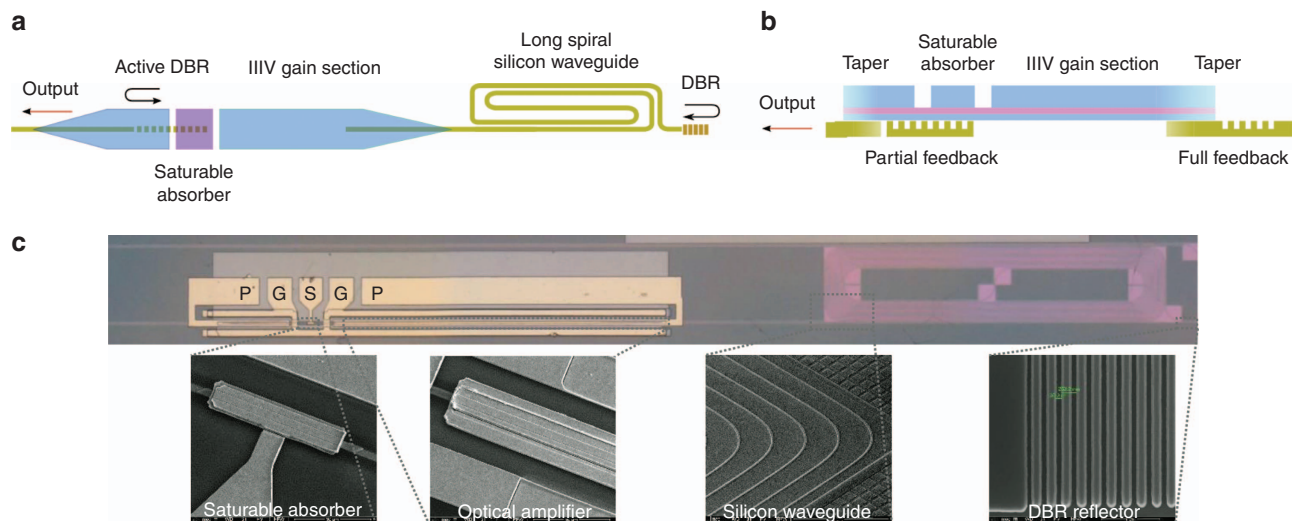 a
Active DBR
IIIV gain section
Long spiral
silicon waveguide
DBR
Output
Saturable
absorber
b
Taper
Saturable
absorber
IIIV gain section
Taper
Output
Partial feedback
Full feedback
c
P G S G P
Saturable absorber
Optical amplifier
Silicon waveguide
DBR reflector